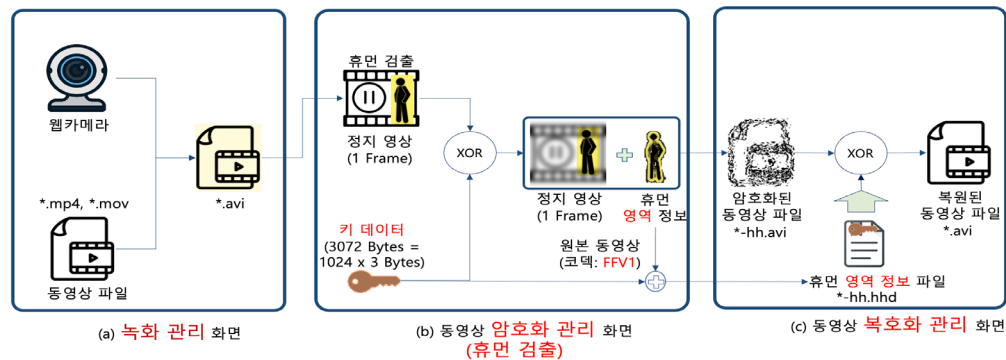 웹카메라
*.mp4, *.mov
동영상 파일
*.avi
(a) 녹화 관리 화면
휴먼 검출
정지 영상
(1 Frame)
XOR
키 데이터
(3072 Bytes =
1024 x 3 Bytes)
정지 영상
(1 Frame)
휴먼
영역 정보
원본 동영상
(코덱: FFV1)
(b) 동영상 암호화 관리 화면
(휴먼 검출)
암호화된
동영상 파일
*-hh.avi
XOR
복원된
동영상 파일
*.avi
휴먼 영역 정보 파일
*-hh.hhd
(c) 동영상 복호화 관리 화면